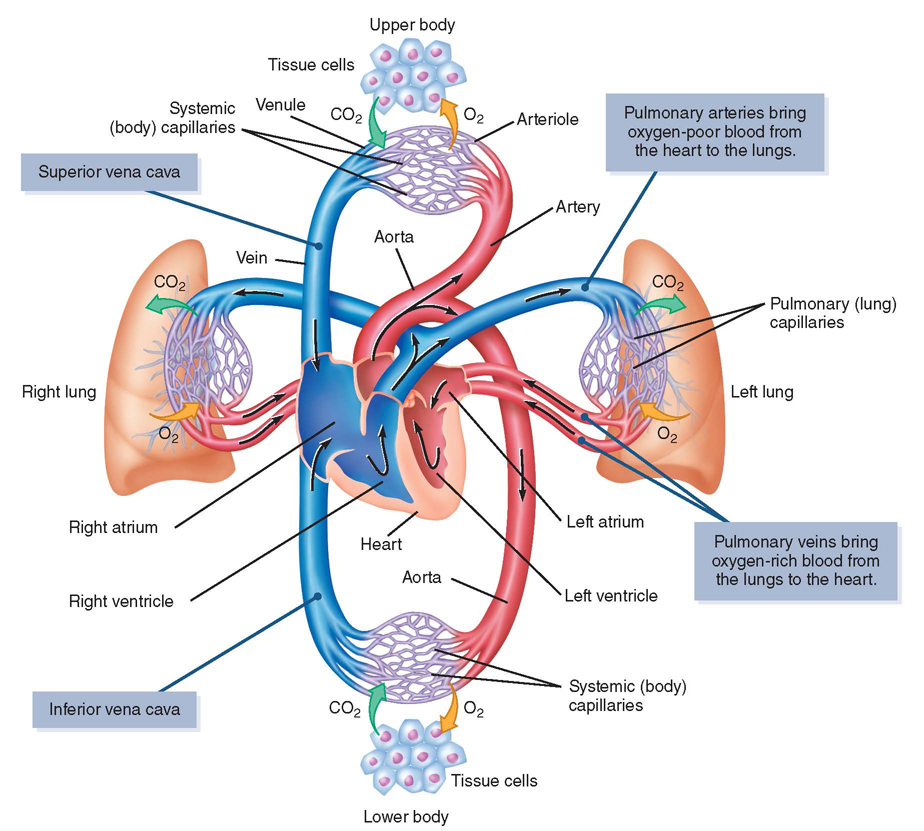 Upper body
Tissue cells
CO2
O2
Systemic
(body) capillaries
Venule
Arteriole
Pulmonary arteries bring
oxygen-poor blood from
the heart to the lungs.
Superior vena cava
Artery
Aorta
Vein
CO2
CO2
Pulmonary (lung)
capillaries
Right lung
Left lung
O2
O2
Right atrium
Left atrium
Heart
Pulmonary veins bring
oxygen-rich blood from
the lungs to the heart.
Aorta
Right ventricle
Left ventricle
Inferior vena cava
Systemic (body)
capillaries
CO2
O2
Tissue cells
Lower body